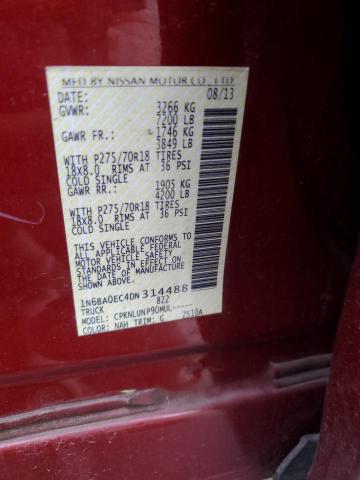 MFD BY NISSAN MOTOR CO., LTD.
DATE: 08/13
GVWR: 3266 KG
7200 LB
GAWR FR.: 1746 KG
3849 LB
WITH P275/70R18 TIRES
18X8.0 RIMS AT 36 PSI
COLD SINGLE
GAWR RR.: 1905 KG
4200 LB
WITH P275/70R18 TIRES
18X8.0 RIMS AT 36 PSI
COLD SINGLE
THIS VEHICLE CONFORMS TO
ALL APPLICABLE FEDERAL
MOTOR VEHICLE SAFETY
STANDARDS IN EFFECT ON THE
DATE OF MANUFACTURE
1N6BA0EC4DN314488
TRUCK 822
MODEL: CPKNLUNP90MUL
COLOR: NAH TRIM: G Z510A